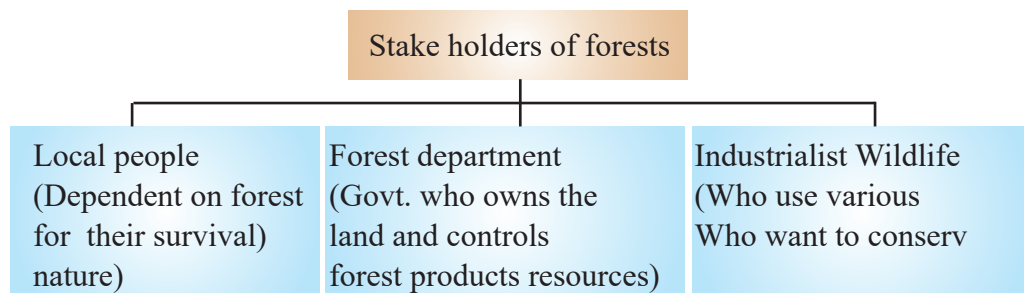 Stake holders of forests
Local people
(Dependent on forest
for their survival)
nature)
Forest department
(Govt. who owns the
land and controls
forest products resources)
Industrialist Wildlife
(Who use various
Who want to conserv